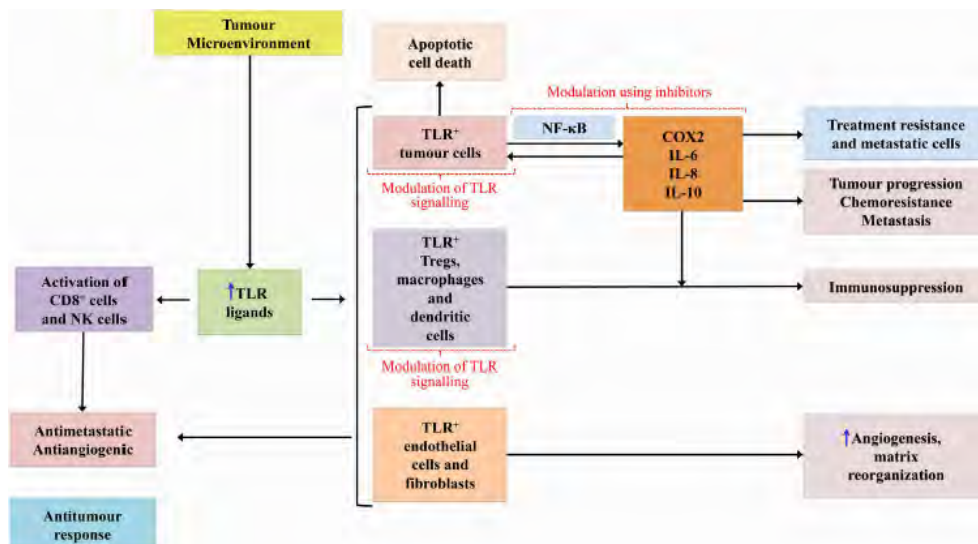 Tumour
Microenvironment
Apoptotic
cell death
Modulation using inhibitors
TLR⁺
tumour cells
NF-κB
COX2
IL-6
IL-8
IL-10
Treatment resistance
and metastatic cells
Modulation of TLR
signalling
Tumour progression
Chemoresistance
Metastasis
Activation of
CD8⁺ cells
and NK cells
↑TLR
ligands
TLR⁺
Tregs,
macrophages
and
dendritic
cells
Immunosuppression
Modulation of TLR
signalling
Antimetastatic
Antiangiogenic
TLR⁺
endothelial
cells and
fibroblasts
↑Angiogenesis,
matrix
reorganization
Antitumour
response